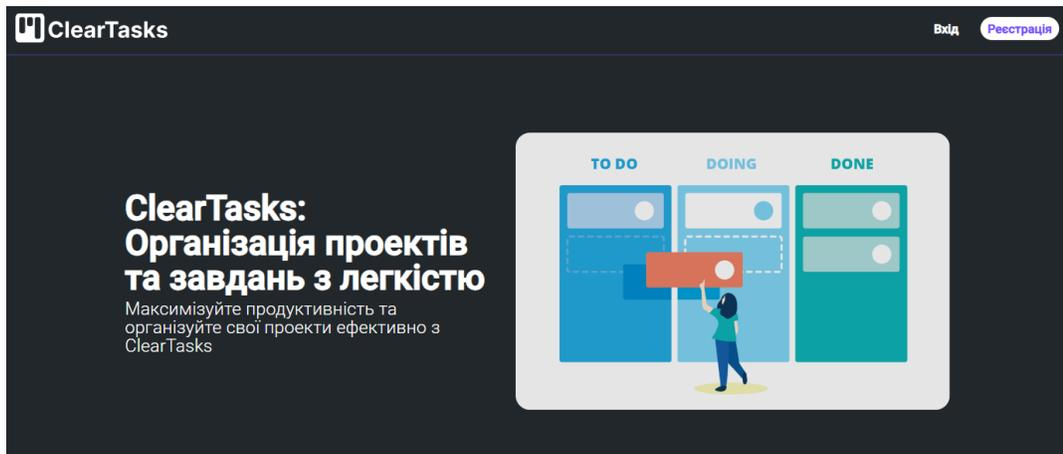 ClearTasks
Вхід
Реєстрація
TO DO
DOING
DONE
ClearTasks:
Організація проектів
та завдань з легкістю
Максимізуйте продуктивність та
організуйте свої проекти ефективно з
ClearTasks